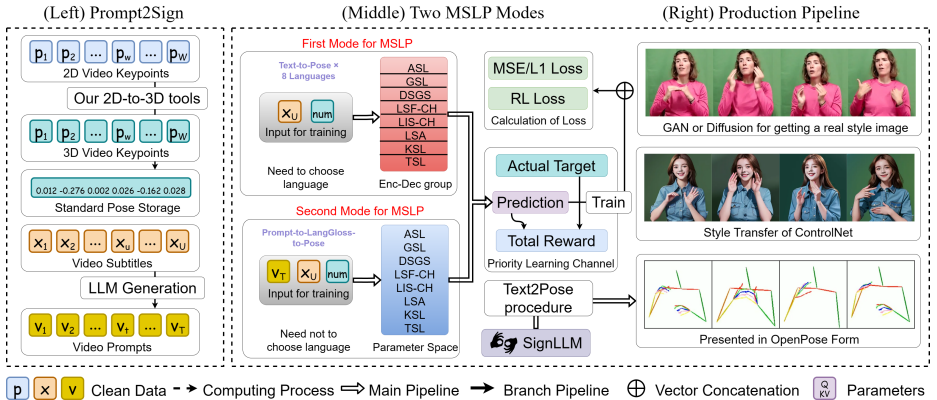 (Left) Prompt2Sign
p1 p2 ... pw ... pW
2D Video Keypoints
Our 2D-to-3D tools
p1 p2 ... pw ... pW
3D Video Keypoints
0.012 -0.276 0.002 0.026 -0.162 0.028
Standard Pose Storage
x1 x2 ... xu ... xU
Video Subtitles
LLM Generation
v1 v2 ... vt ... vT
Video Prompts
(Middle) Two MSLP Modes
First Mode for MSLP
Text-to-Pose ×
8 Languages
xU num
Input for training
Need to choose
language
ASL
GSL
DSGS
LSF-CH
LIS-CH
LSA
KSL
TSL
Enc-Dec group
Second Mode for MSLP
Prompt-to-LangGloss-
to-Pose
vT xU num
Input for training
Need not to
choose language
ASL
GSL
DSGS
LSF-CH
LIS-CH
LSA
KSL
TSL
Parameter Space
MSE/L1 Loss
RL Loss
Calculation of Loss
Actual Target
Prediction
Train
Total Reward
Priority Learning Channel
Text2Pose
procedure
SignLLM
(Right) Production Pipeline
GAN or Diffusion for getting a real style image
Style Transfer of ControlNet
Presented in OpenPose Form
p x v Clean Data
Computing Process
Main Pipeline
Branch Pipeline
Vector Concatenation
Q
KV
Parameters